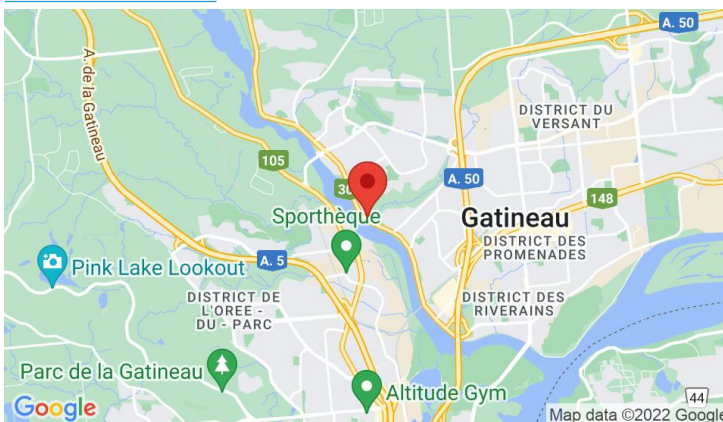 A. 50
A. de la Gatineau
DISTRICT DU
VERSANT
105
A. 50
30
148
Sporthèque
Gatineau
DISTRICT DES
PROMENADES
A. 5
Pink Lake Lookout
DISTRICT DE
L'OREE -
DU - PARC
DISTRICT DES
RIVERAINS
Parc de la Gatineau
Altitude Gym
44
Google
Map data ©2022 Google